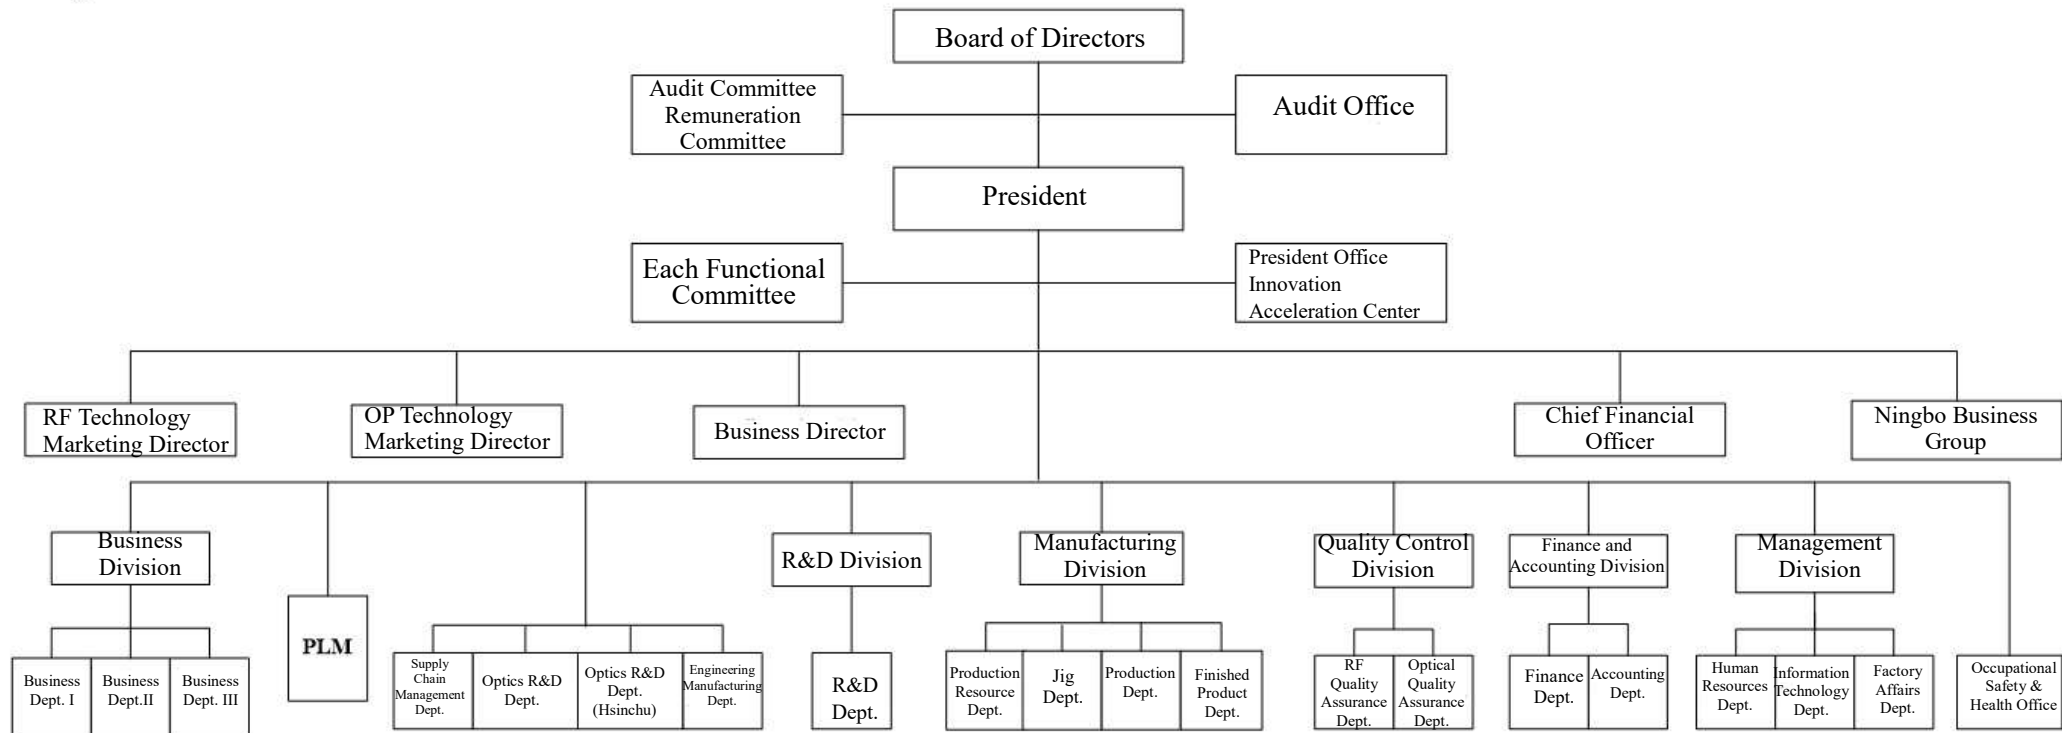 Board of Directors
Audit Committee
Remuneration
Committee
Audit Office
President
Each Functional
Committee
President Office
Innovation
Acceleration Center
RF Technology
Marketing Director
OP Technology
Marketing Director
Business Director
Chief Financial
Officer
Ningbo Business
Group
Business
Division
PLM
R&D Division
Manufacturing
Division
Quality Control
Division
Finance and
Accounting Division
Management
Division
Business
Dept. I
Business
Dept.II
Business
Dept. III
Supply
Chain
Management
Dept.
Optics R&D
Dept.
Optics R&D
Dept.
(Hsinchu)
Engineering
Manufacturing
Dept.
R&D
Dept.
Production
Resource
Dept.
Jig
Dept.
Production
Dept.
Finished
Product
Dept.
RF
Quality
Assurance
Dept.
Optical
Quality
Assurance
Dept.
Finance
Dept.
Accounting
Dept.
Human
Resources
Dept.
Information
Technology
Dept.
Factory
Affairs
Dept.
Occupational
Safety &
Health Office